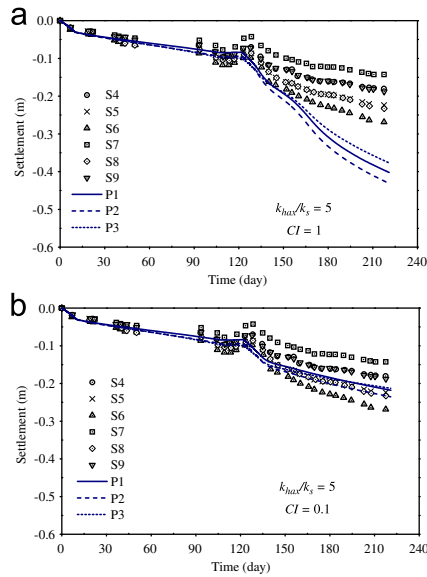 a
0.0
-0.1
-0.2
-0.3
-0.4
-0.5
-0.6
Settlement (m)
S4
S5
S6
S7
S8
S9
P1
P2
P3
k_hax/k_s = 5
CI = 1
0 30 60 90 120 150 180 210 240
Time (day)
b
0.0
-0.1
-0.2
-0.3
-0.4
-0.5
-0.6
Settlement (m)
S4
S5
S6
S7
S8
S9
P1
P2
P3
k_hax/k_s = 5
CI = 0.1
0 30 60 90 120 150 180 210 240
Time (day)